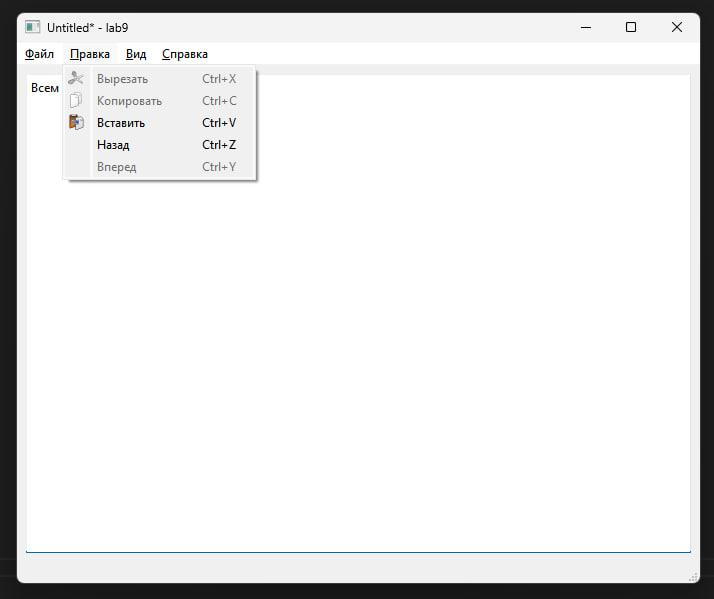 Untitled* - lab9
Файл Правка Вид Справка
Всем
Вырезать Ctrl+X
Копировать Ctrl+C
Вставить Ctrl+V
Назад Ctrl+Z
Вперед Ctrl+Y